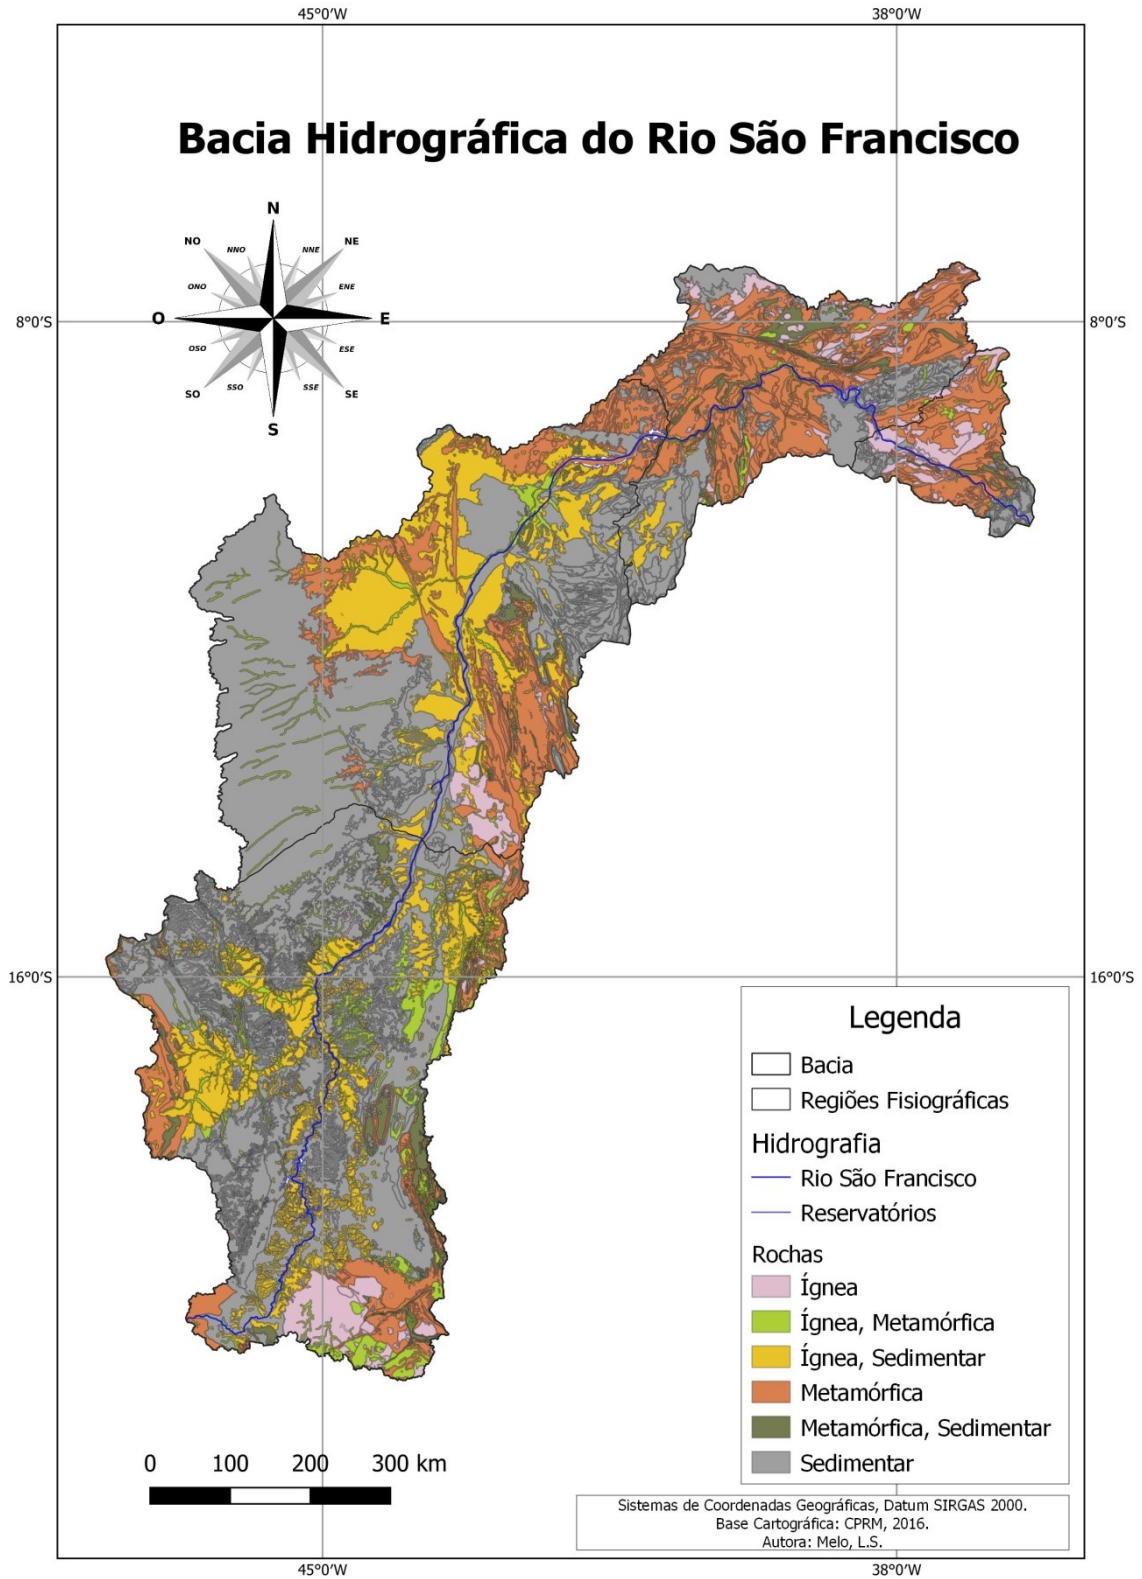 45°0'O
38°0'O
Bacia Hidrográfica do Rio São Francisco
N
NNO
NNE
NO
NE
ONO
ENE
O
E
OSO
ESE
SO
SSO
SSE
SE
S
8°0'S
8°0'S
16°0'S
16°0'S
Legenda
Bacia
Regiões Fisiográficas
Hidrografia
Rio São Francisco
Reservatórios
Rochas
Ígnea
Ígnea, Metamórfica
Ígnea, Sedimentar
Metamórfica
Metamórfica, Sedimentar
Sedimentar
0 100 200 300 km
Sistemas de Coordenadas Geográficas, Datum SIRGAS 2000.
Base Cartográfica: CPRM, 2016.
Autora: Melo, L.S.
45°0'O
38°0'O